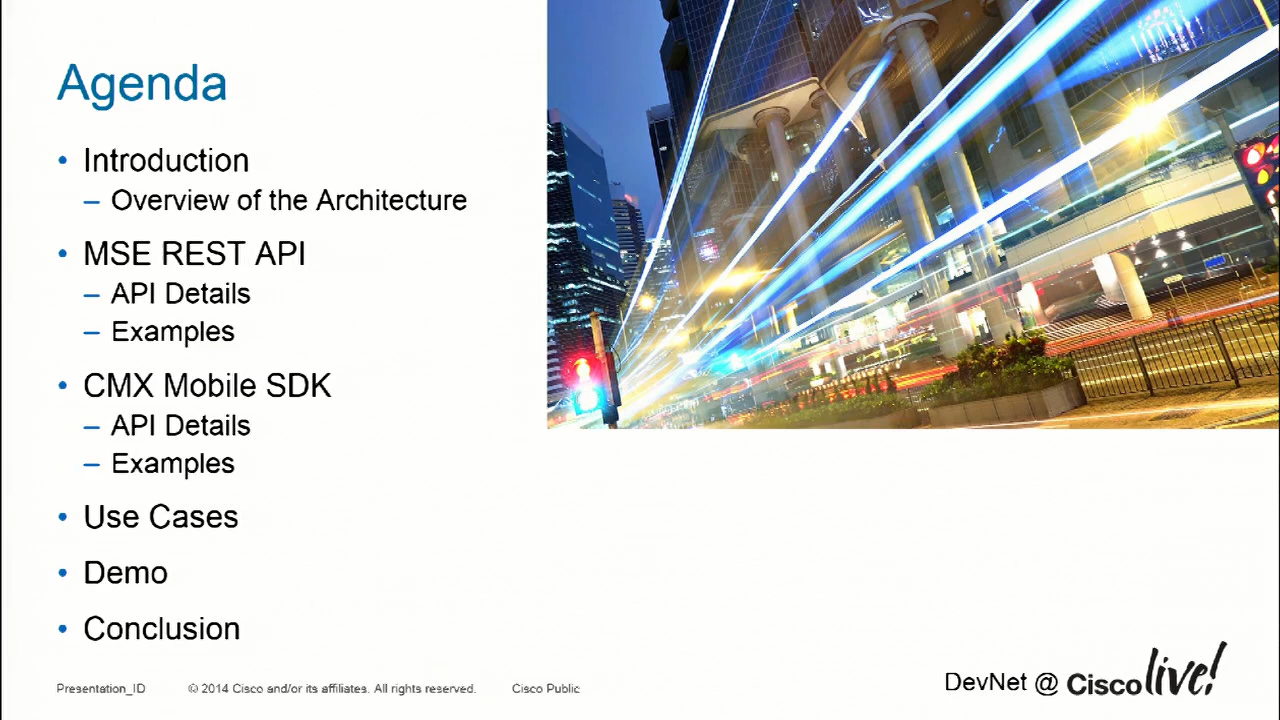 Agenda
• Introduction
– Overview of the Architecture
• MSE REST API
– API Details
– Examples
• CMX Mobile SDK
– API Details
– Examples
• Use Cases
• Demo
• Conclusion
Presentation_ID © 2014 Cisco and/or its affiliates. All rights reserved. Cisco Public
DevNet @ Cisco live!